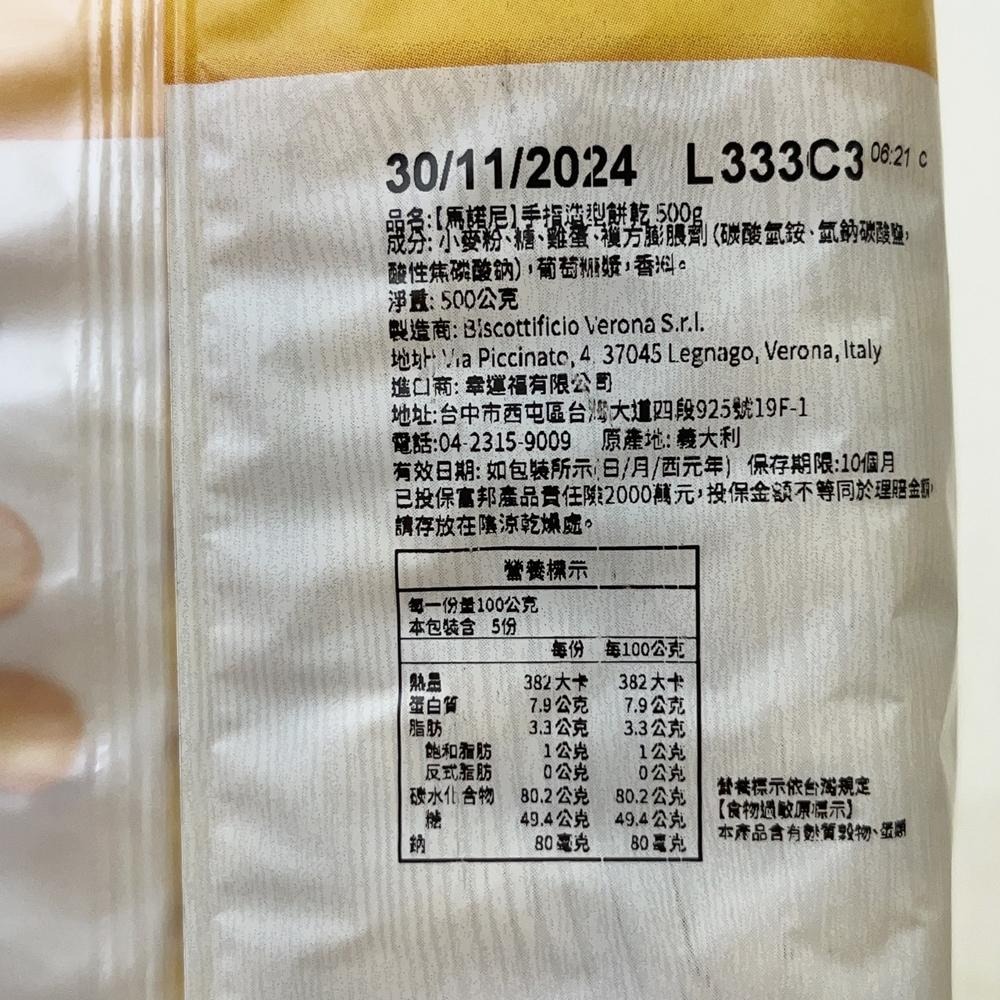 30/11/2024 L333C3 06:21 C
品名:【馬諾尼】手指造型餅乾 500g
成分: 小麥粉、糖、雞蛋、複方膨脹劑 (碳酸氫銨、氫鈉碳酸鹽,
酸性焦磷酸鈉), 葡萄糖漿, 香料。
淨重: 500公克
製造商: Biscottificio Verona S.r.l.
地址: Via Piccinato, 4, 37045 Legnago, Verona, Italy
進口商: 幸運福有限公司
地址:台中市西屯區台灣大道四段925號19F-1
電話:04-2315-9009 原產地: 義大利
有效日期: 如包裝所示(日/月/西元年) 保存期限:10個月
已投保富邦產品責任險2000萬元,投保金額不等同於理賠金額,
請存放在陰涼乾燥處。
營養標示
每一份量100公克
本包裝含 5份
每份 每100公克
熱量 382大卡 382大卡
蛋白質 7.9公克 7.9公克
脂肪 3.3公克 3.3公克
飽和脂肪 1公克 1公克
反式脂肪 0公克 0公克
碳水化合物 80.2公克 80.2公克
糖 49.4公克 49.4公克
鈉 80毫克 80毫克
營養標示依台灣規定
【食物過敏原標示】
本產品含有麩質穀物、蛋類